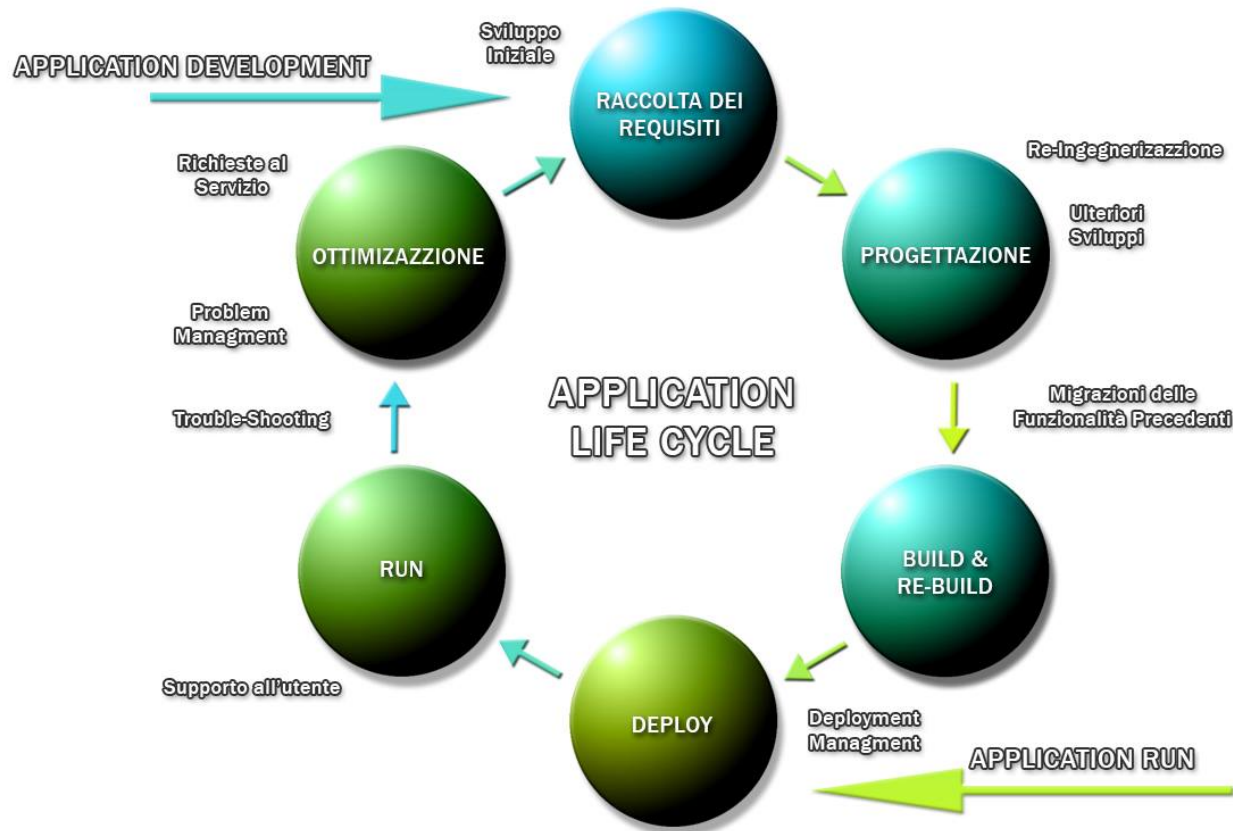 Sviluppo
Iniziale
APPLICATION DEVELOPMENT
RACCOLTA DEI
REQUISITI
Richieste al
Servizio
Re-Ingegnerizazzione
Ulteriori
Sviluppi
OTTIMIZAZZIONE
PROGETTAZIONE
Problem
Managment
Trouble-Shooting
APPLICATION
LIFE CYCLE
Migrazioni delle
Funzionalità Precedenti
RUN
BUILD &
RE-BUILD
Supporto all'utente
DEPLOY
Deployment
Managment
APPLICATION RUN